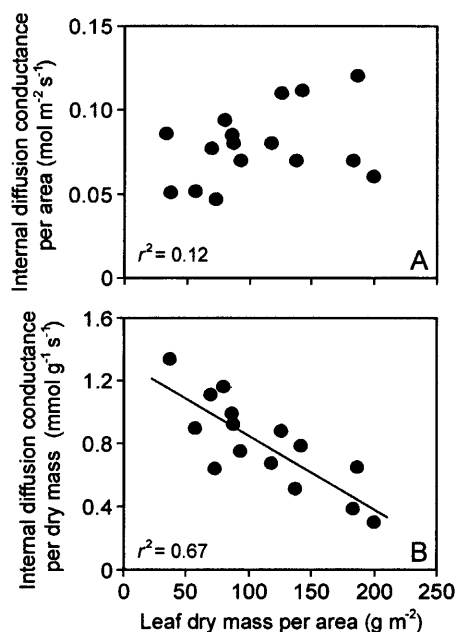 Internal diffusion conductance
per area (mol m⁻² s⁻¹)
0.15
0.10
0.05
0
r² = 0.12
A
Internal diffusion conductance
per dry mass (mmol g⁻¹ s⁻¹)
1.6
1.2
0.8
0.4
0
r² = 0.67
B
0 50 100 150 200 250
Leaf dry mass per area (g m⁻²)